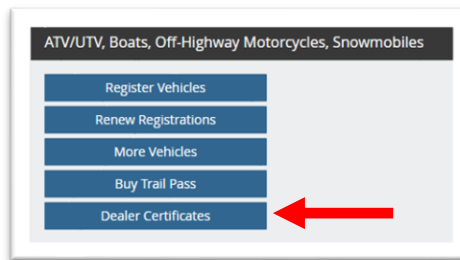 ATV/UTV, Boats, Off-Highway Motorcycles, Snowmobiles
Register Vehicles
Renew Registrations
More Vehicles
Buy Trail Pass
Dealer Certificates